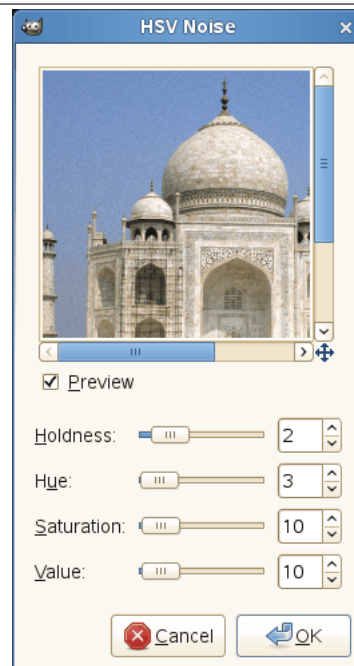 HSV Noise
Preview
Holdness: 2
Hue: 3
Saturation: 10
Value: 10
Cancel OK